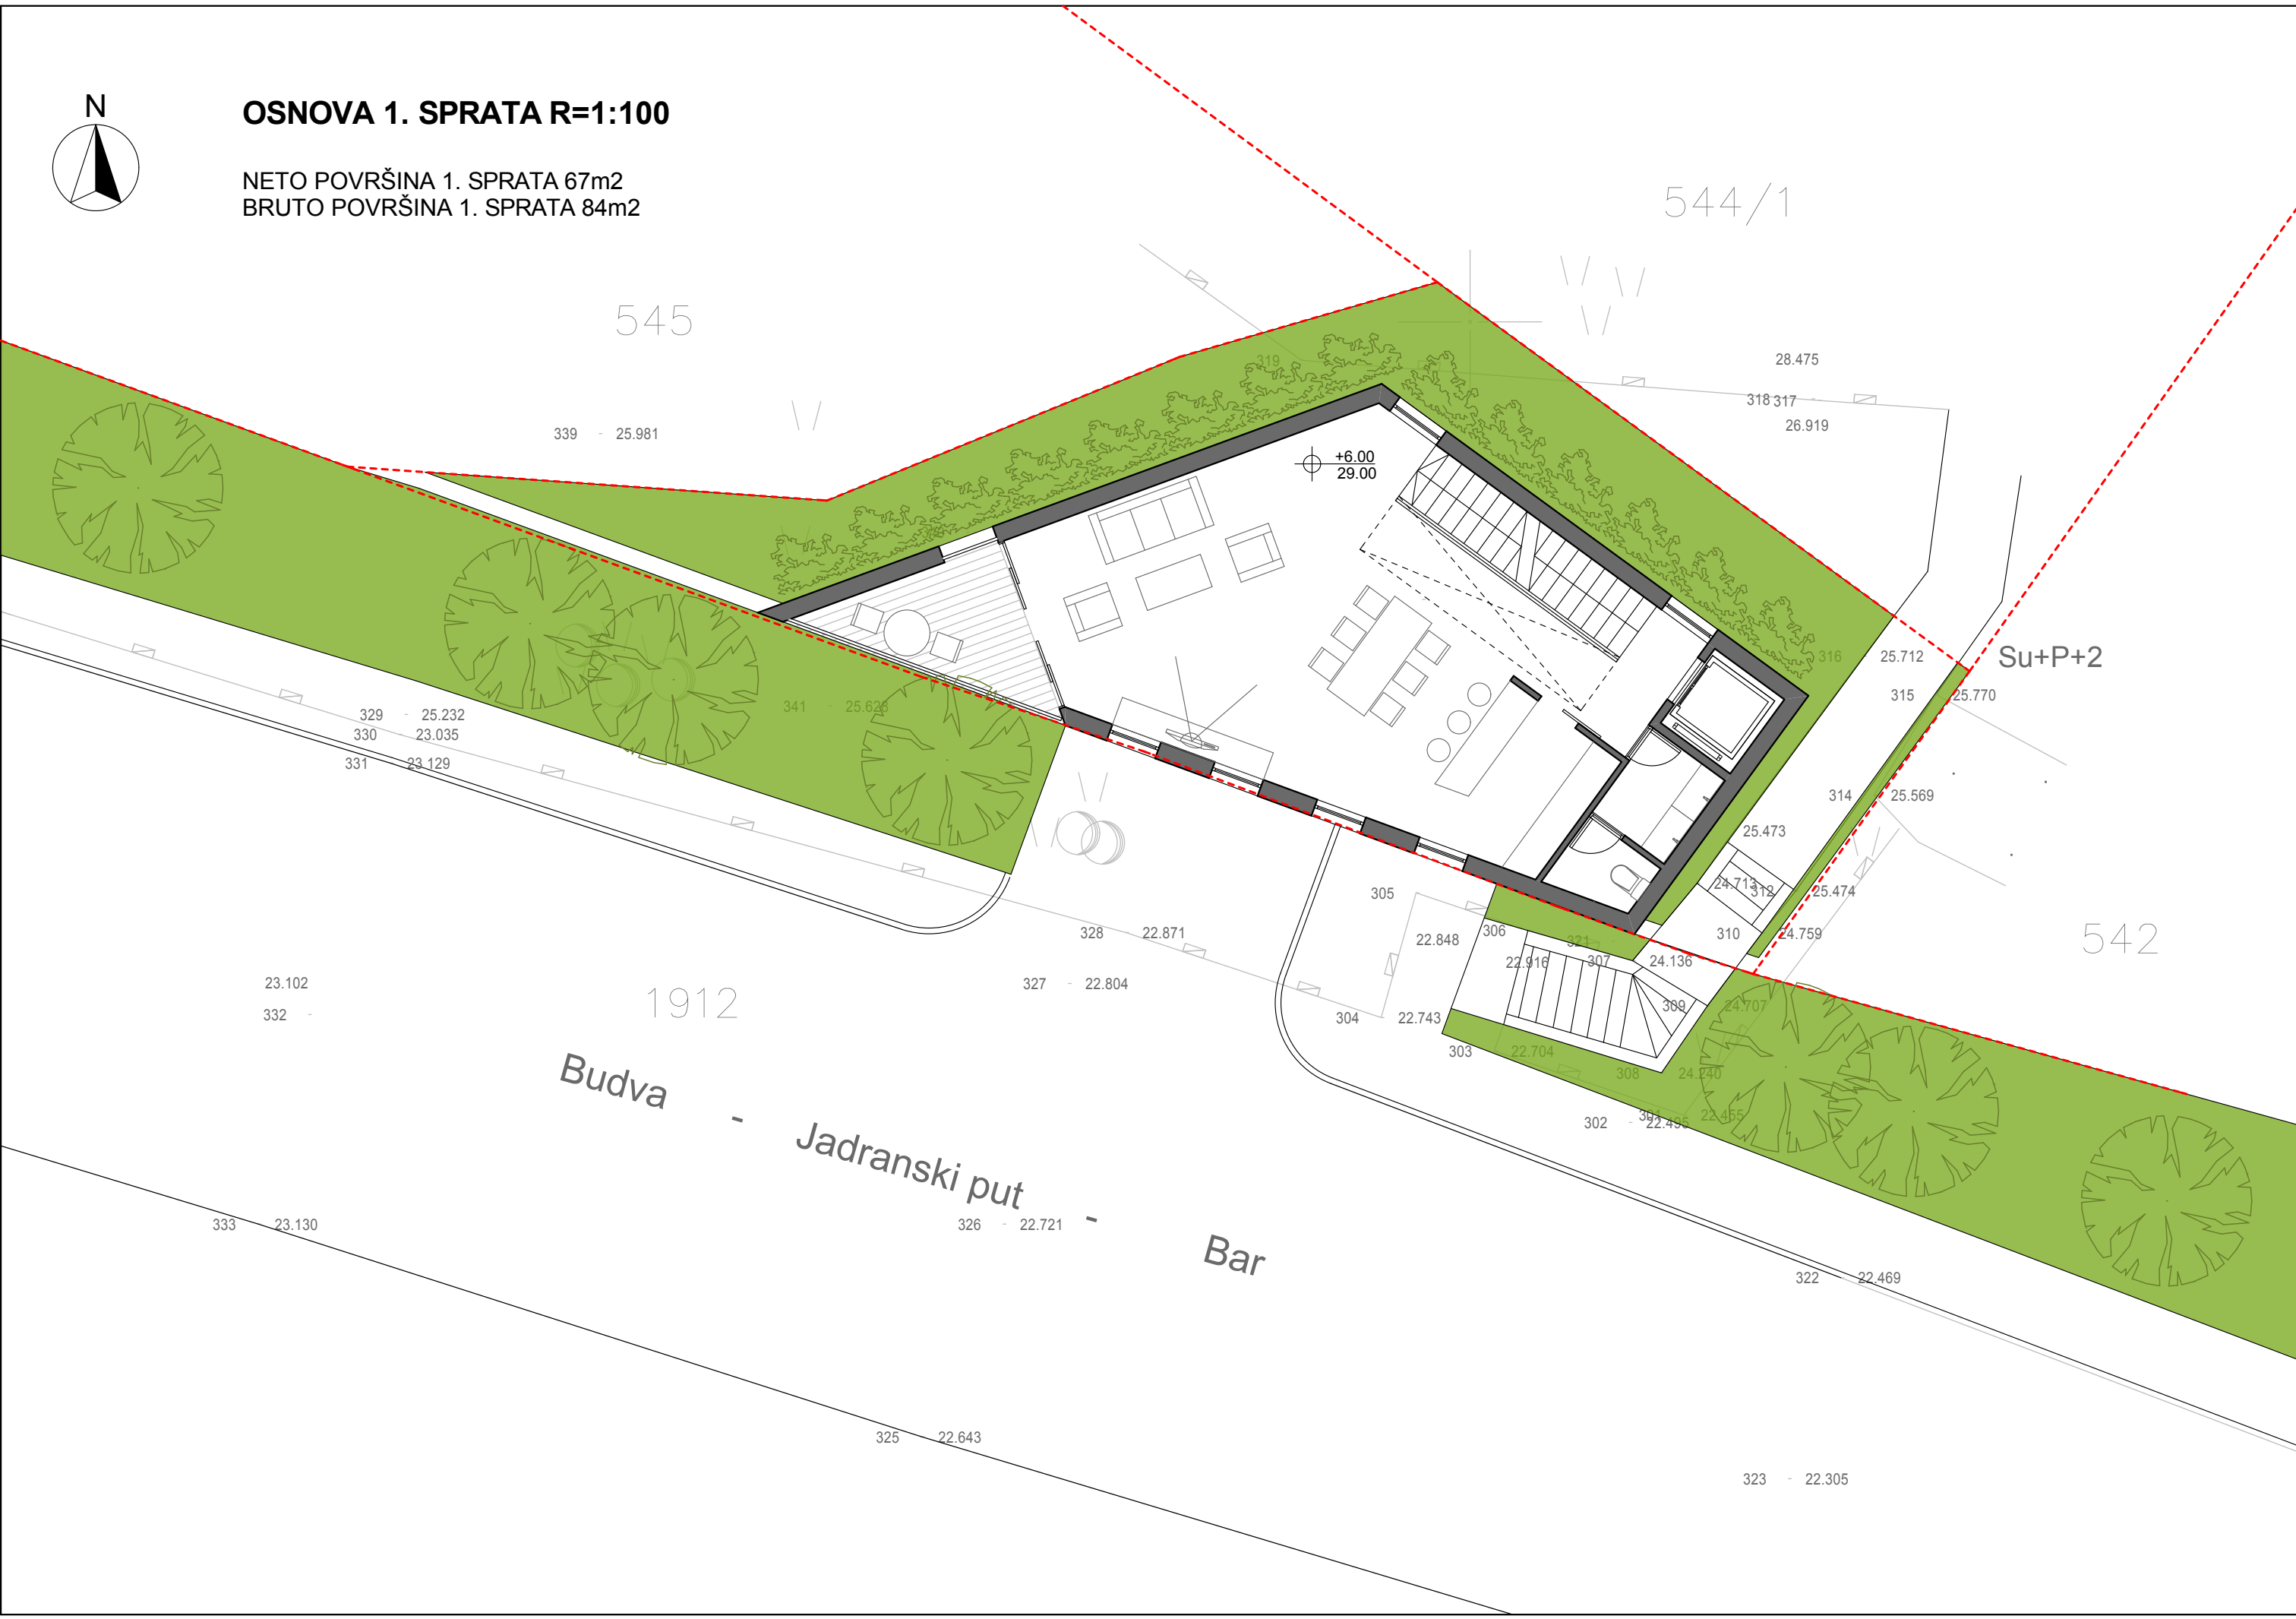 N
OSNOVA 1. SPRATA R=1:100
NETO POVRŠINA 1. SPRATA 67m2
BRUTO POVRŠINA 1. SPRATA 84m2
544/1
545
319
28.475
318 317 -
26.919
339 - 25.981
+6.00
29.00
316 25.712
Su+P+2
315 25.770
341 - 25.628
329 - 25.232
330 - 23.035
331 23.129
314 25.569
25.473
24.713
312 25.474
305
306
22.848
328 - 22.871
310 24.759
321 -
542
22.916
307 24.136
23.102
332 -
1912
327 - 22.804
309 24.707
304 - 22.743
303 22.704
308 24.240
301 22.455
302 - 22.495
Budva - Jadranski put - Bar
333 23.130
326 - 22.721
322 22.469
325 22.643
323 - 22.305